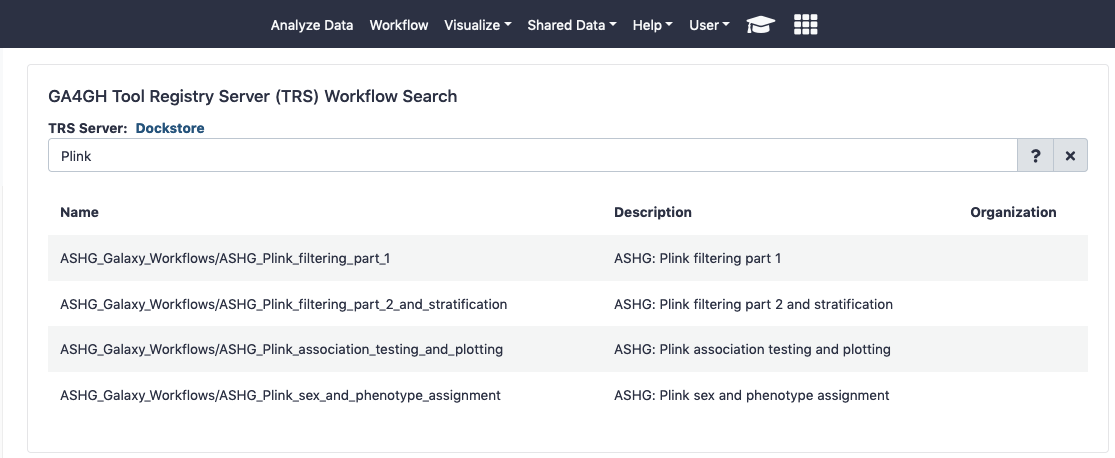 Analyze Data Workflow Visualize Shared Data Help User
GA4GH Tool Registry Server (TRS) Workflow Search
TRS Server: Dockstore
Plink ? ×
Name Description Organization
ASHG_Galaxy_Workflows/ASHG_Plink_filtering_part_1 ASHG: Plink filtering part 1
ASHG_Galaxy_Workflows/ASHG_Plink_filtering_part_2_and_stratification ASHG: Plink filtering part 2 and stratification
ASHG_Galaxy_Workflows/ASHG_Plink_association_testing_and_plotting ASHG: Plink association testing and plotting
ASHG_Galaxy_Workflows/ASHG_Plink_sex_and_phenotype_assignment ASHG: Plink sex and phenotype assignment